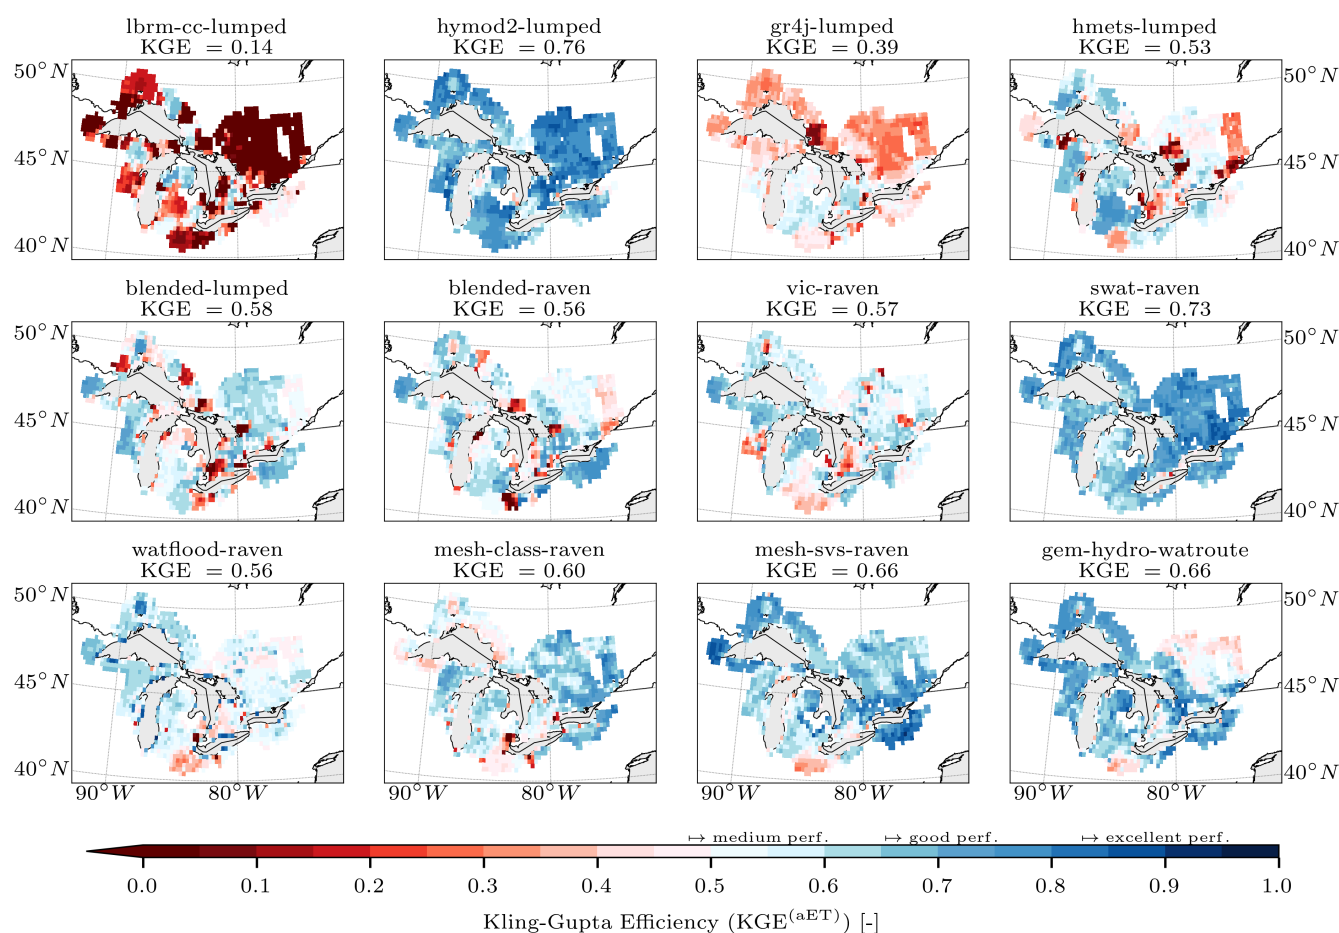 lbrm-cc-lumped hymod2-lumped gr4j-lumped hmets-lumped
KGE = 0.14 KGE = 0.76 KGE = 0.39 KGE = 0.53
50°N 50°N
45°N 45°N
40°N 40°N
blended-lumped blended-raven vic-raven swat-raven
KGE = 0.58 KGE = 0.56 KGE = 0.57 KGE = 0.73
50°N 50°N
45°N 45°N
40°N 40°N
watflood-raven mesh-class-raven mesh-svs-raven gem-hydro-watroute
KGE = 0.56 KGE = 0.60 KGE = 0.66 KGE = 0.66
50°N 50°N
45°N 45°N
40°N 40°N
90°W 80°W 90°W 80°W 90°W 80°W 90°W 80°W
↦ medium perf. ↦ good perf. ↦ excellent perf.
0.0 0.1 0.2 0.3 0.4 0.5 0.6 0.7 0.8 0.9 1.0
Kling-Gupta Efficiency (KGE^(aET)) [-]